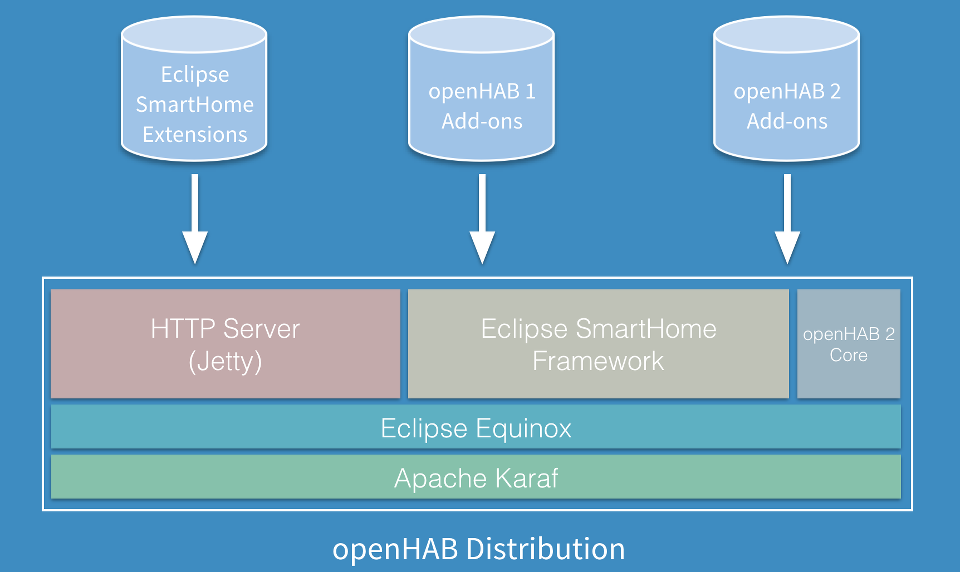 Eclipse
SmartHome
Extensions
openHAB 1
Add-ons
openHAB 2
Add-ons
HTTP Server
(Jetty)
Eclipse SmartHome
Framework
openHAB 2
Core
Eclipse Equinox
Apache Karaf
openHAB Distribution